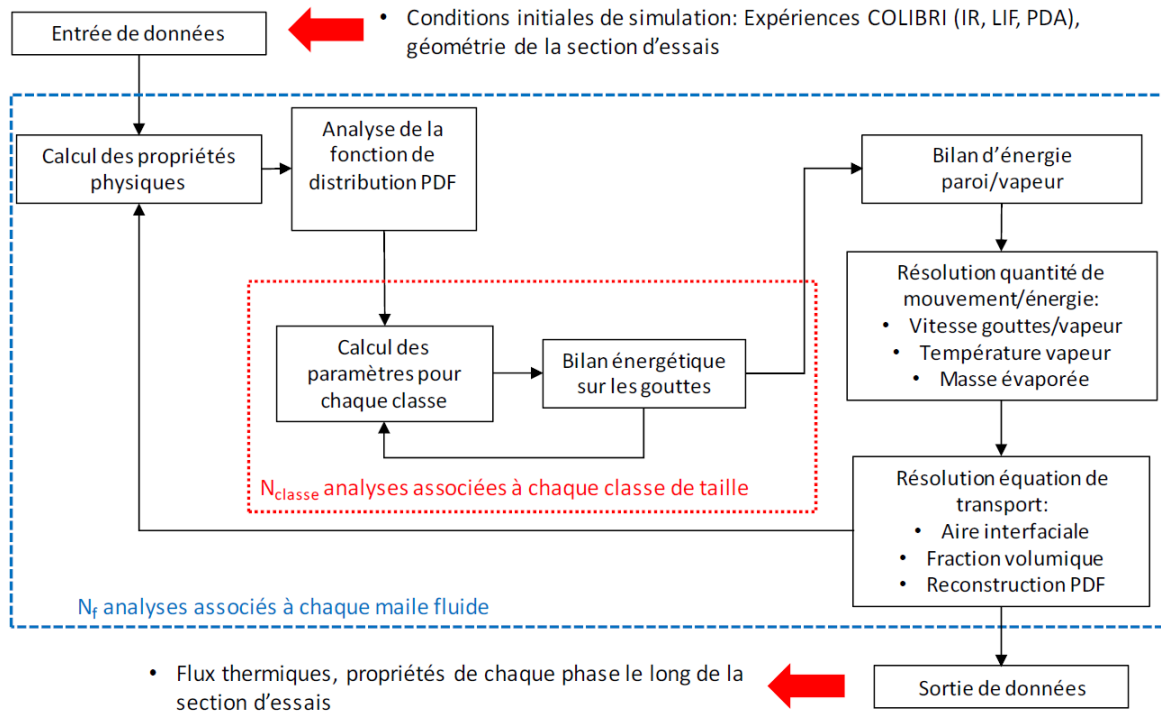 Entrée de données
• Conditions initiales de simulation: Expériences COLIBRI (IR, LIF, PDA),
géométrie de la section d'essais
Calcul des propriétés
physiques
Analyse de la
fonction de
distribution PDF
Bilan d'énergie
paroi/vapeur
Résolution quantité de
mouvement/énergie:
• Vitesse gouttes/vapeur
• Température vapeur
• Masse évaporée
Calcul des
paramètres pour
chaque classe
Bilan énergétique
sur les gouttes
N_classe analyses associées à chaque classe de taille
Résolution équation de
transport:
• Aire interfaciale
• Fraction volumique
• Reconstruction PDF
N_f analyses associés à chaque maile fluide
• Flux thermiques, propriétés de chaque phase le long de la
section d'essais
Sortie de données